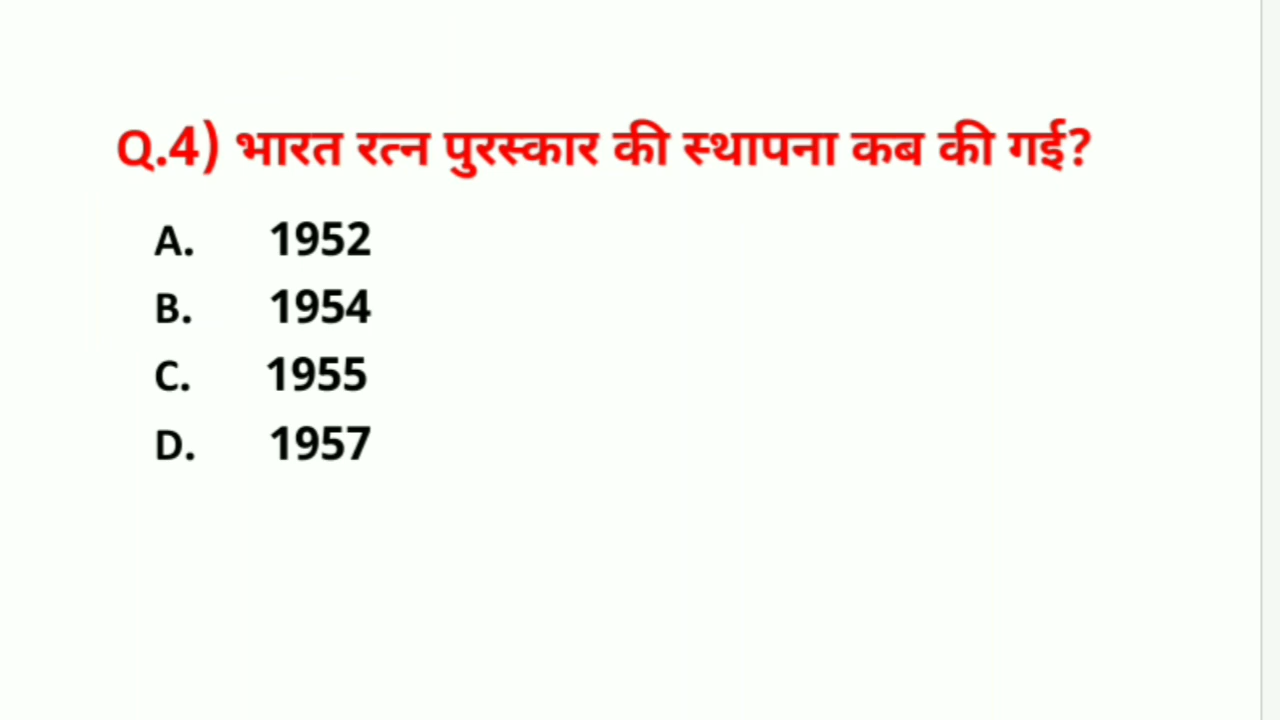 Q.4) भारत रत्न पुरस्कार की स्थापना कब की गई?
A. 1952
B. 1954
C. 1955
D. 1957